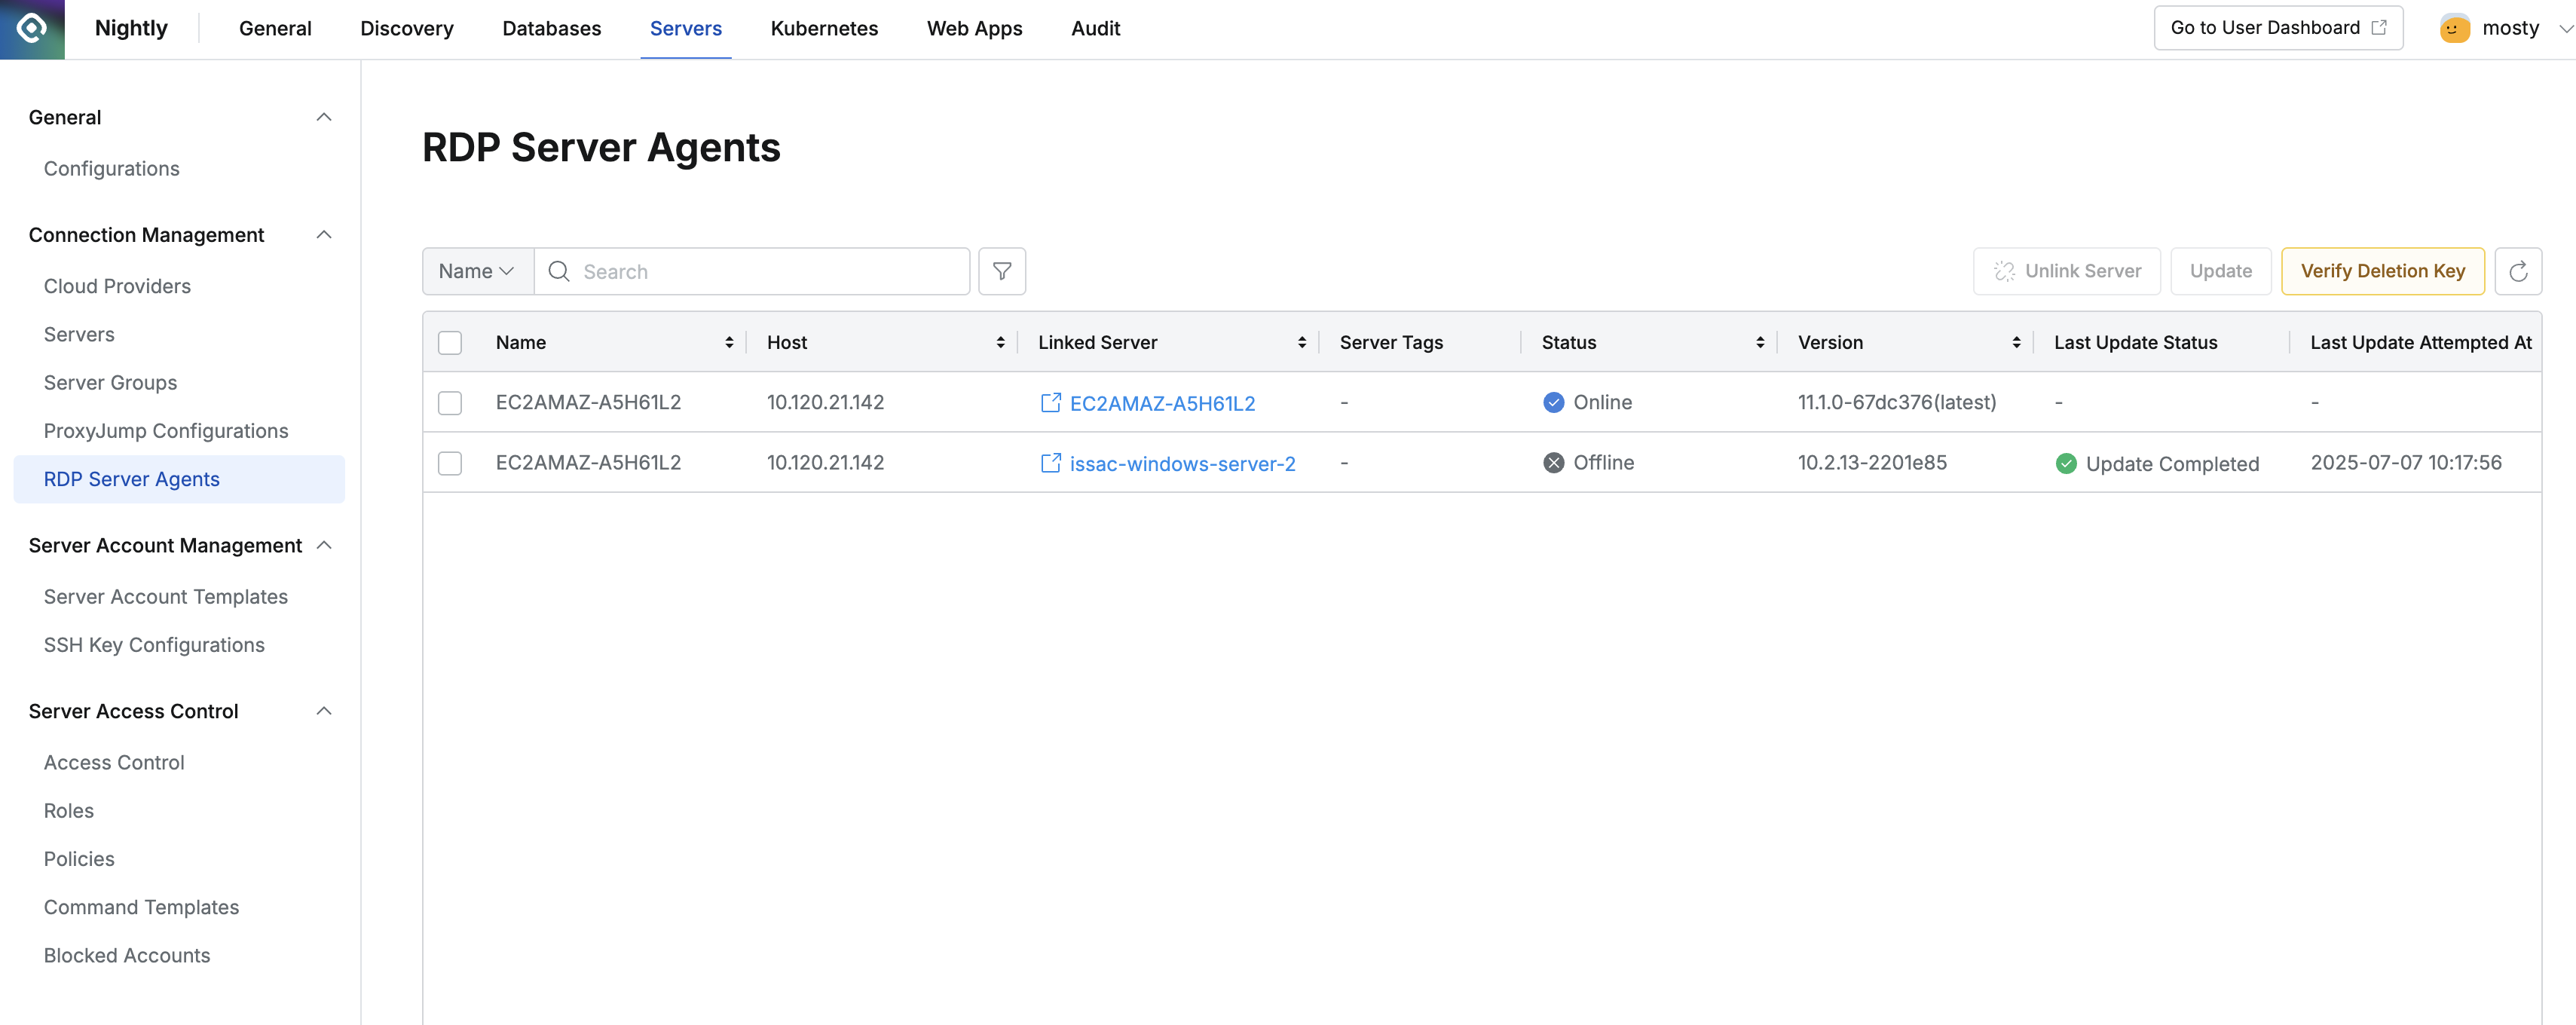 Nightly General Discovery Databases Servers Kubernetes Web Apps Audit Go to User Dashboard mosty
General
Configurations
Connection Management
Cloud Providers
Servers
Server Groups
ProxyJump Configurations
RDP Server Agents
Server Account Management
Server Account Templates
SSH Key Configurations
Server Access Control
Access Control
Roles
Policies
Command Templates
Blocked Accounts
RDP Server Agents
Name Search Unlink Server Update Verify Deletion Key
Name Host Linked Server Server Tags Status Version Last Update Status Last Update Attempted At
EC2AMAZ-A5H61L2 10.120.21.142 EC2AMAZ-A5H61L2 - Online 11.1.0-67dc376(latest) - -
EC2AMAZ-A5H61L2 10.120.21.142 issac-windows-server-2 - Offline 10.2.13-2201e85 Update Completed 2025-07-07 10:17:56